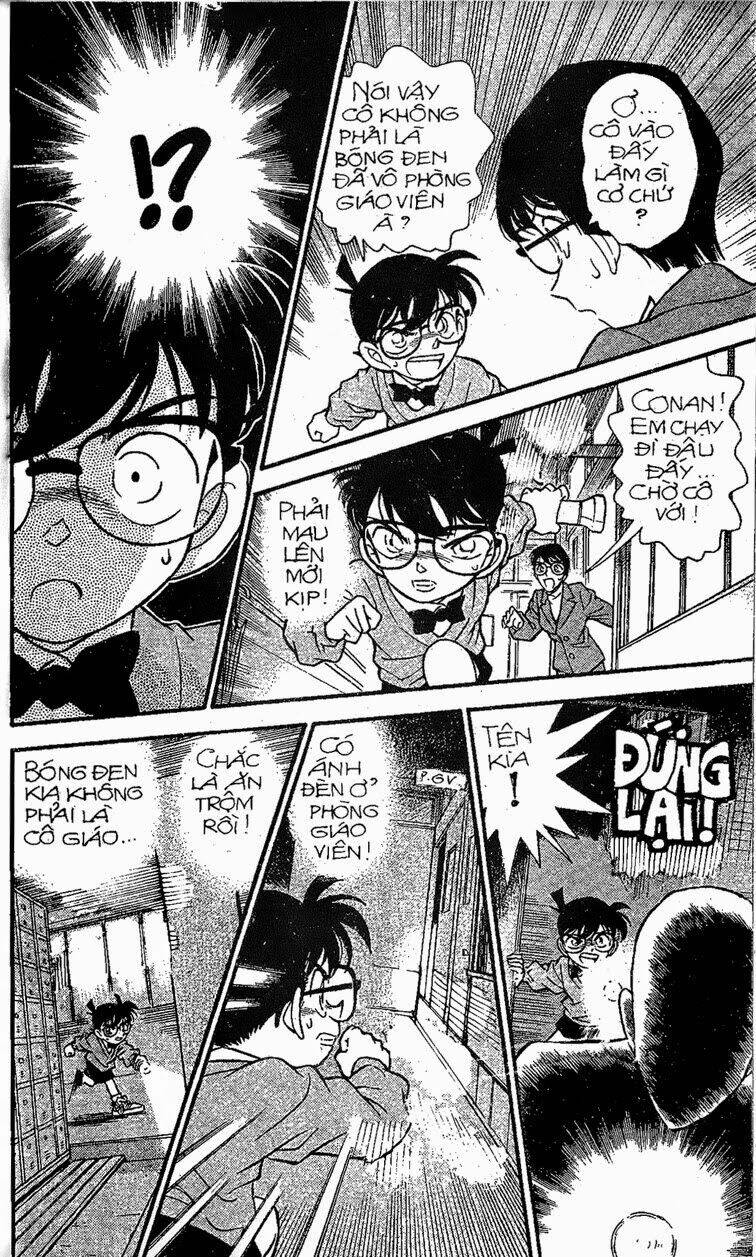 !?
NÓI VẬY
CÔ KHÔNG
PHẢI LÀ
BÓNG ĐEN
ĐÃ VÔ PHÒNG
GIÁO VIÊN
À?
Ơ...
CÔ VÀO
ĐÂY
LÀM GÌ
CƠ CHỨ
?
CONAN!
EM CHẠY
ĐI ĐÂU
ĐẤY...
CHỜ CÔ
VỚI!
PHẢI
MAU
LÊN
MỚI
KỊP!
BÓNG ĐEN
KIA KHÔNG
PHẢI LÀ
CÔ GIÁO...
CHẮC
LÀ ĂN
TRỘM
RỒI!
CÓ
ÁNH
ĐÈN Ở
PHÒNG
GIÁO
VIÊN!
P.GV
TÊN
KIA
!
ĐỨNG
LẠI!